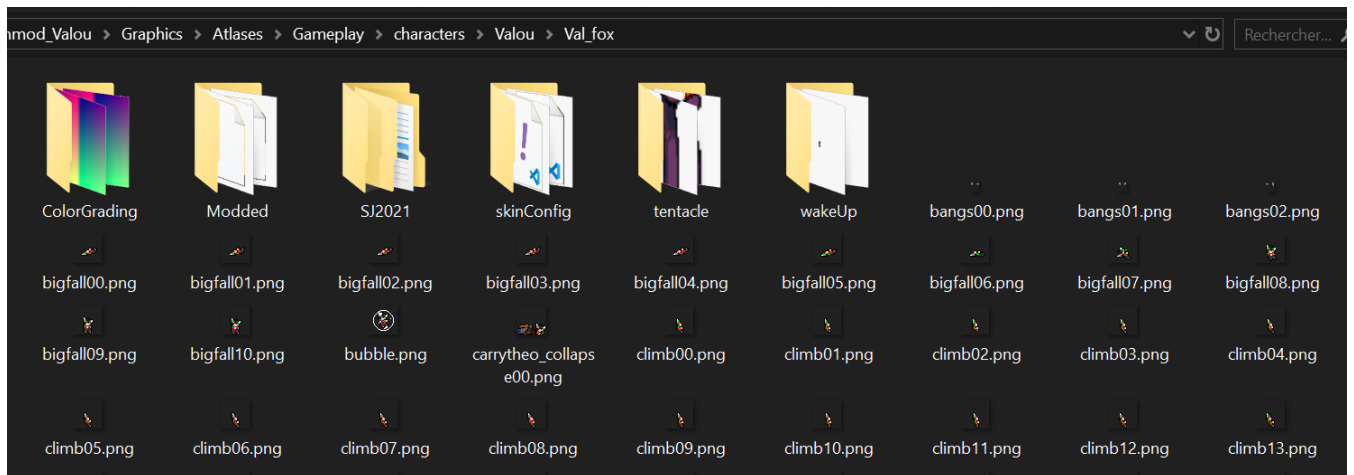 nmod_Valou > Graphics > Atlases > Gameplay > characters > Valou > Val_fox
Rechercher...
ColorGrading Modded SJ2021 skinConfig tentacle wakeUp bangs00.png bangs01.png bangs02.png
bigfall00.png bigfall01.png bigfall02.png bigfall03.png bigfall04.png bigfall05.png bigfall06.png bigfall07.png bigfall08.png
bigfall09.png bigfall10.png bubble.png carrytheo_collaps climb00.png climb01.png climb02.png climb03.png climb04.png
e00.png
climb05.png climb06.png climb07.png climb08.png climb09.png climb10.png climb11.png climb12.png climb13.png